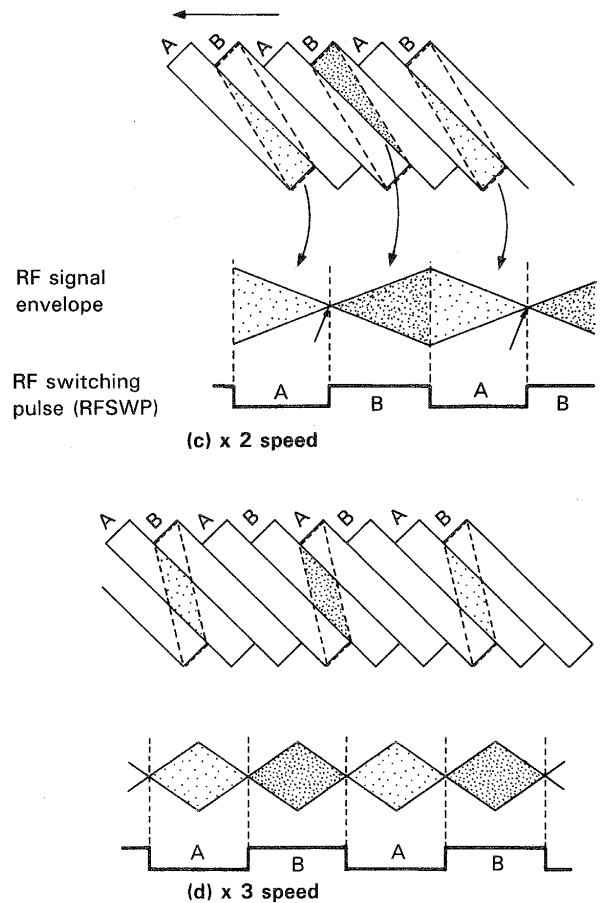 A B A B A B
RF signal
envelope
RF switching
pulse (RFSWP)
A B A B
(c) x 2 speed
A B A B A B A B
A B A B
(d) x 3 speed